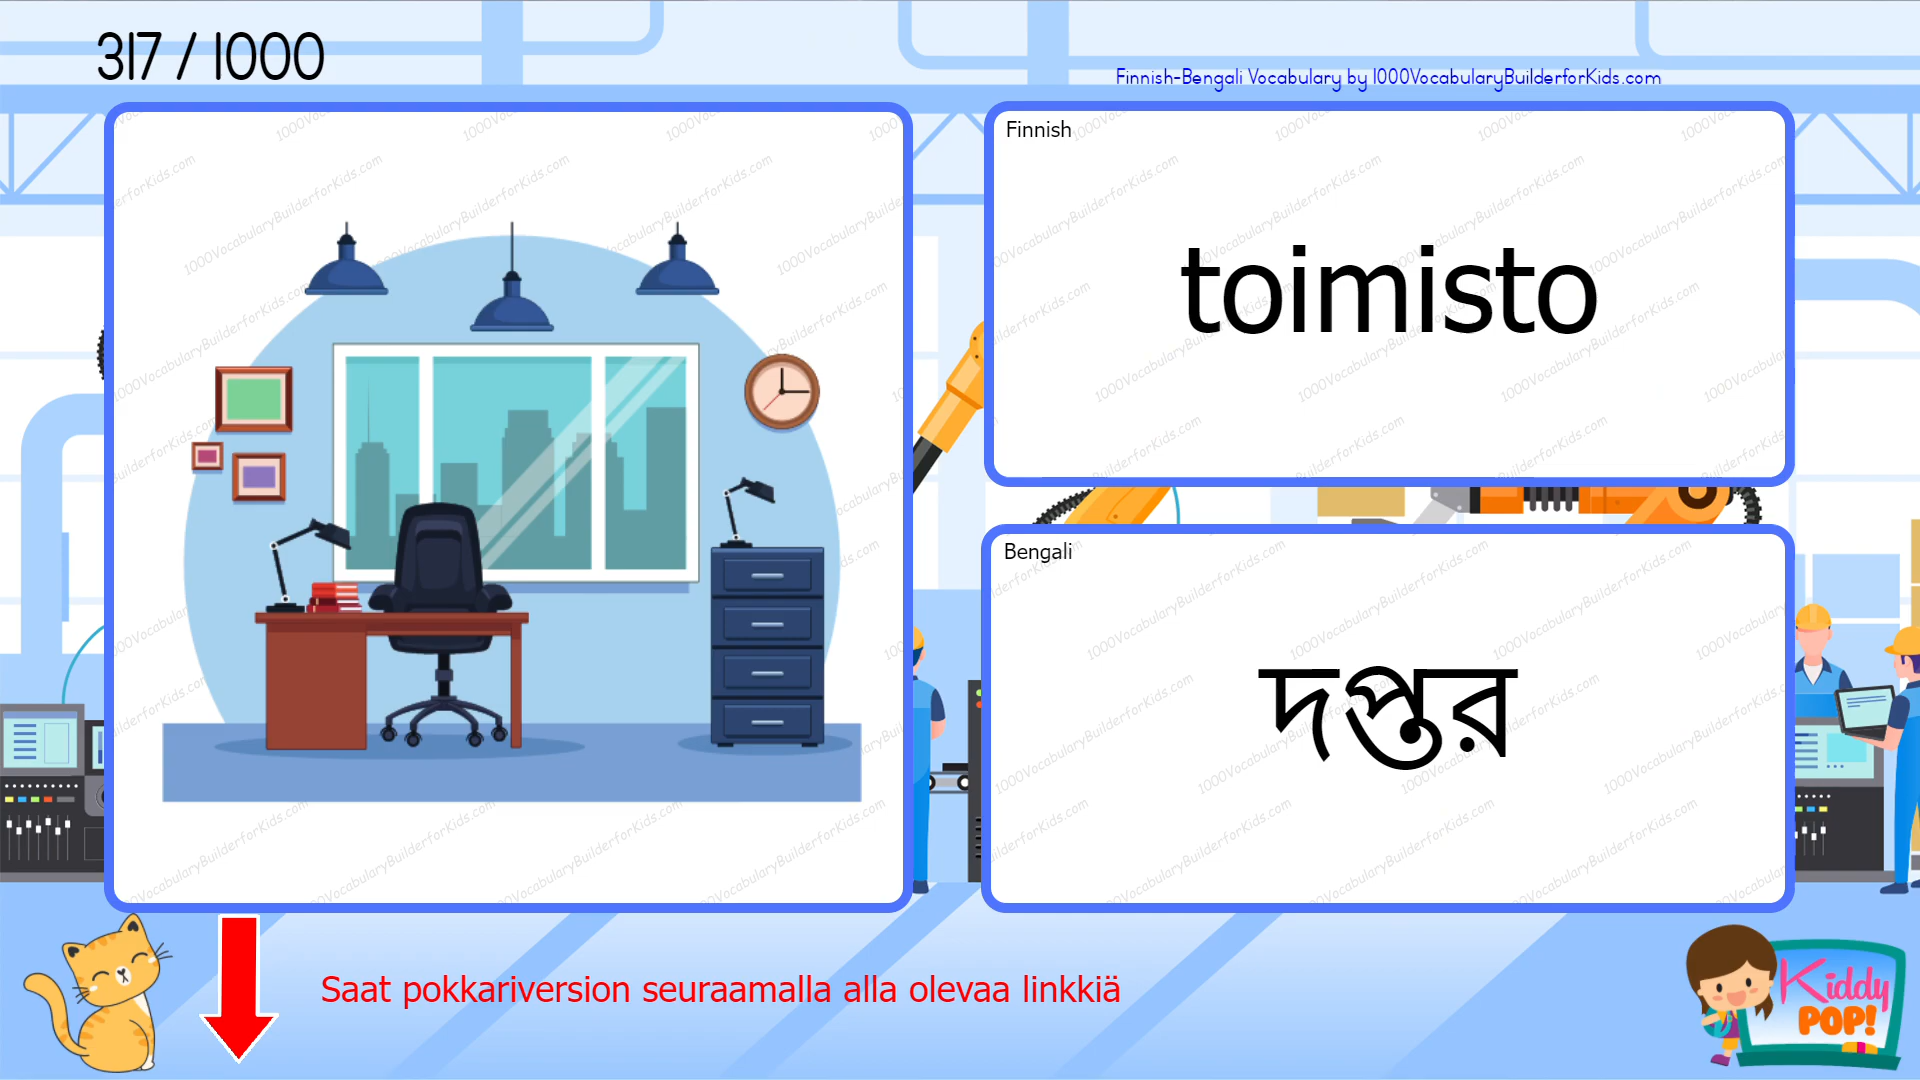 317 / 1000
Finnish-Bengali Vocabulary by 1000VocabularyBuilderforKids.com
Finnish
toimisto
Bengali
দপ্তর
Saat pokkariversion seuraamalla alla olevaa linkkiä
Kiddy
POP!